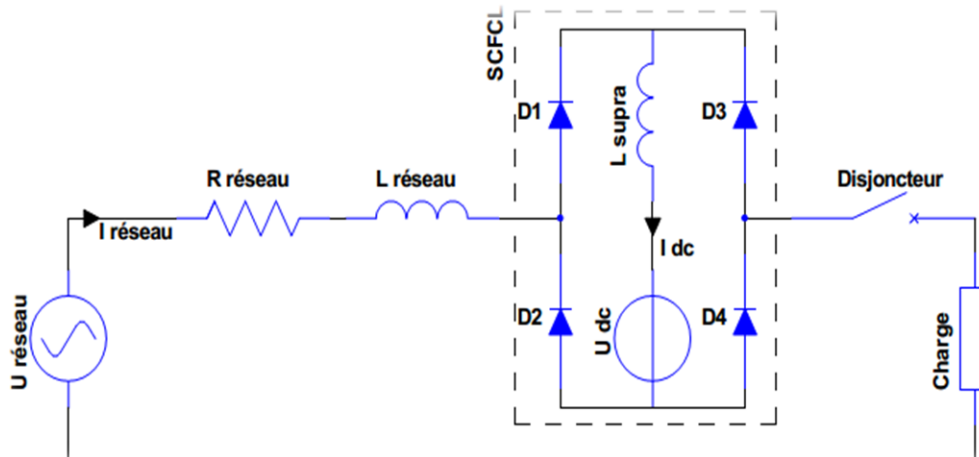 SCFCL
D1
L supra
D3
R réseau
L réseau
Disjoncteur
I réseau
I dc
U réseau
D2
U dc
D4
Charge